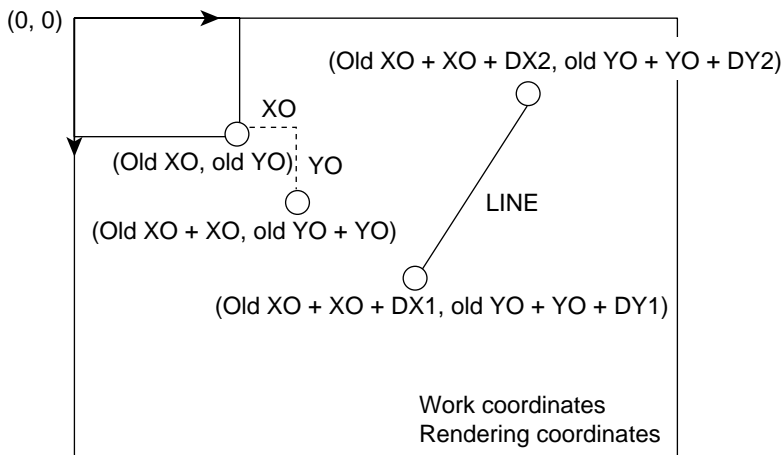 (0, 0)
(Old XO + XO + DX2, old YO + YO + DY2)
XO
(Old XO, old YO)
YO
LINE
(Old XO + XO, old YO + YO)
(Old XO + XO + DX1, old YO + YO + DY1)
Work coordinates
Rendering coordinates